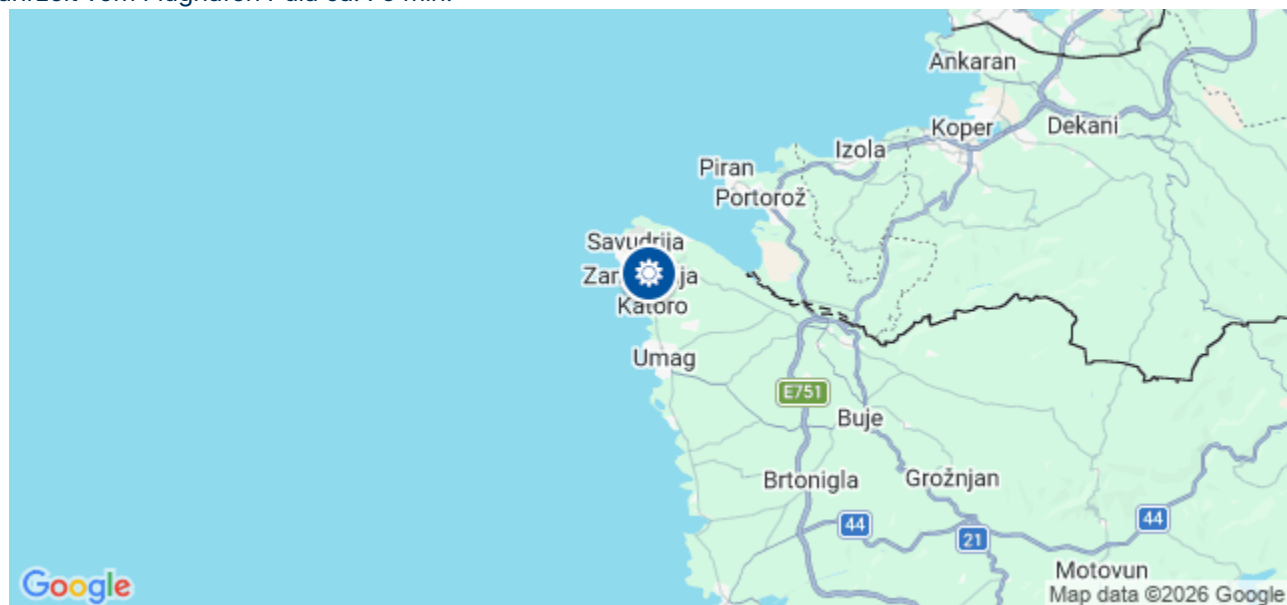 Ankaran
Koper
Dekani
Izola
Piran
Portorož
Savudrija
Katoro
Umag
E751
Buje
Brtonigla
Grožnjan
44
44
21
Motovun
Google
Map data ©2026 Google